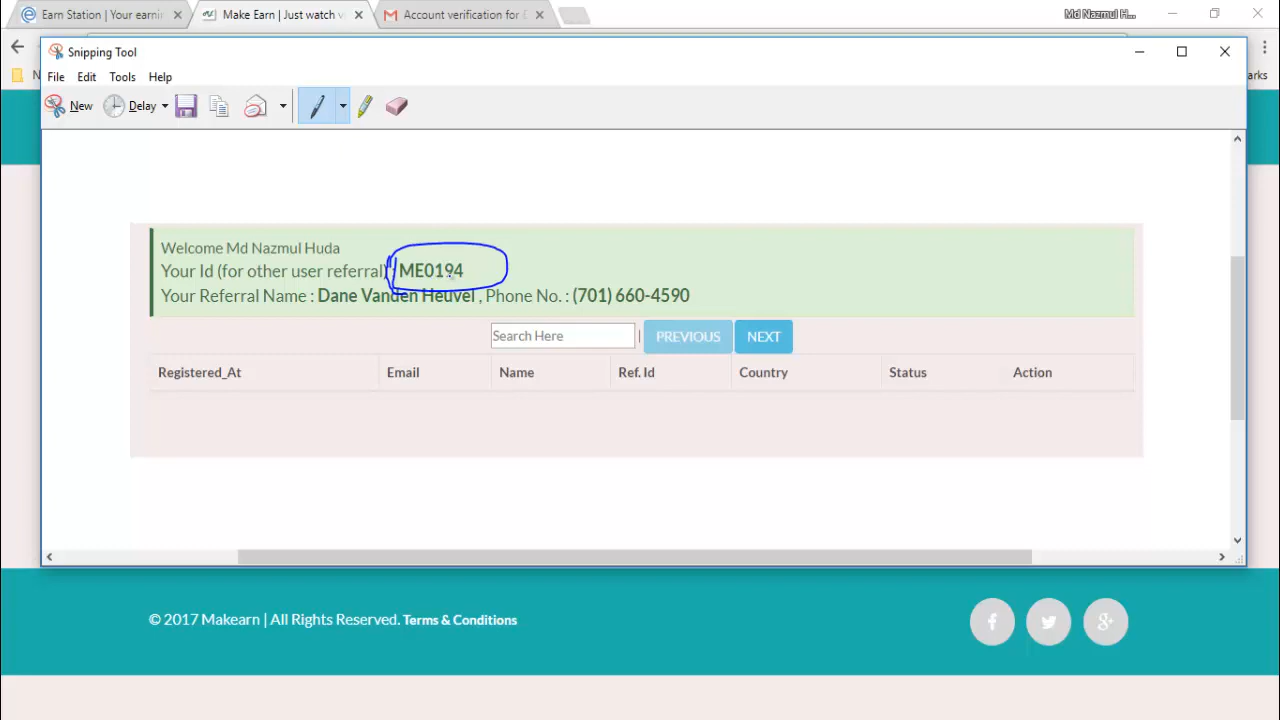 Earn Station | Your earnin
Make Earn | Just watch v
Account verification for E
Md Nazmul H...
N
arks
Snipping Tool
File Edit Tools Help
New Delay
Welcome Md Nazmul Huda
Your Id (for other user referral) : ME0194
Your Referral Name : Dane Vanden Heuvel , Phone No. : (701) 660-4590
Search Here | PREVIOUS NEXT
Registered_At Email Name Ref. Id Country Status Action
© 2017 Makearn | All Rights Reserved. Terms & Conditions